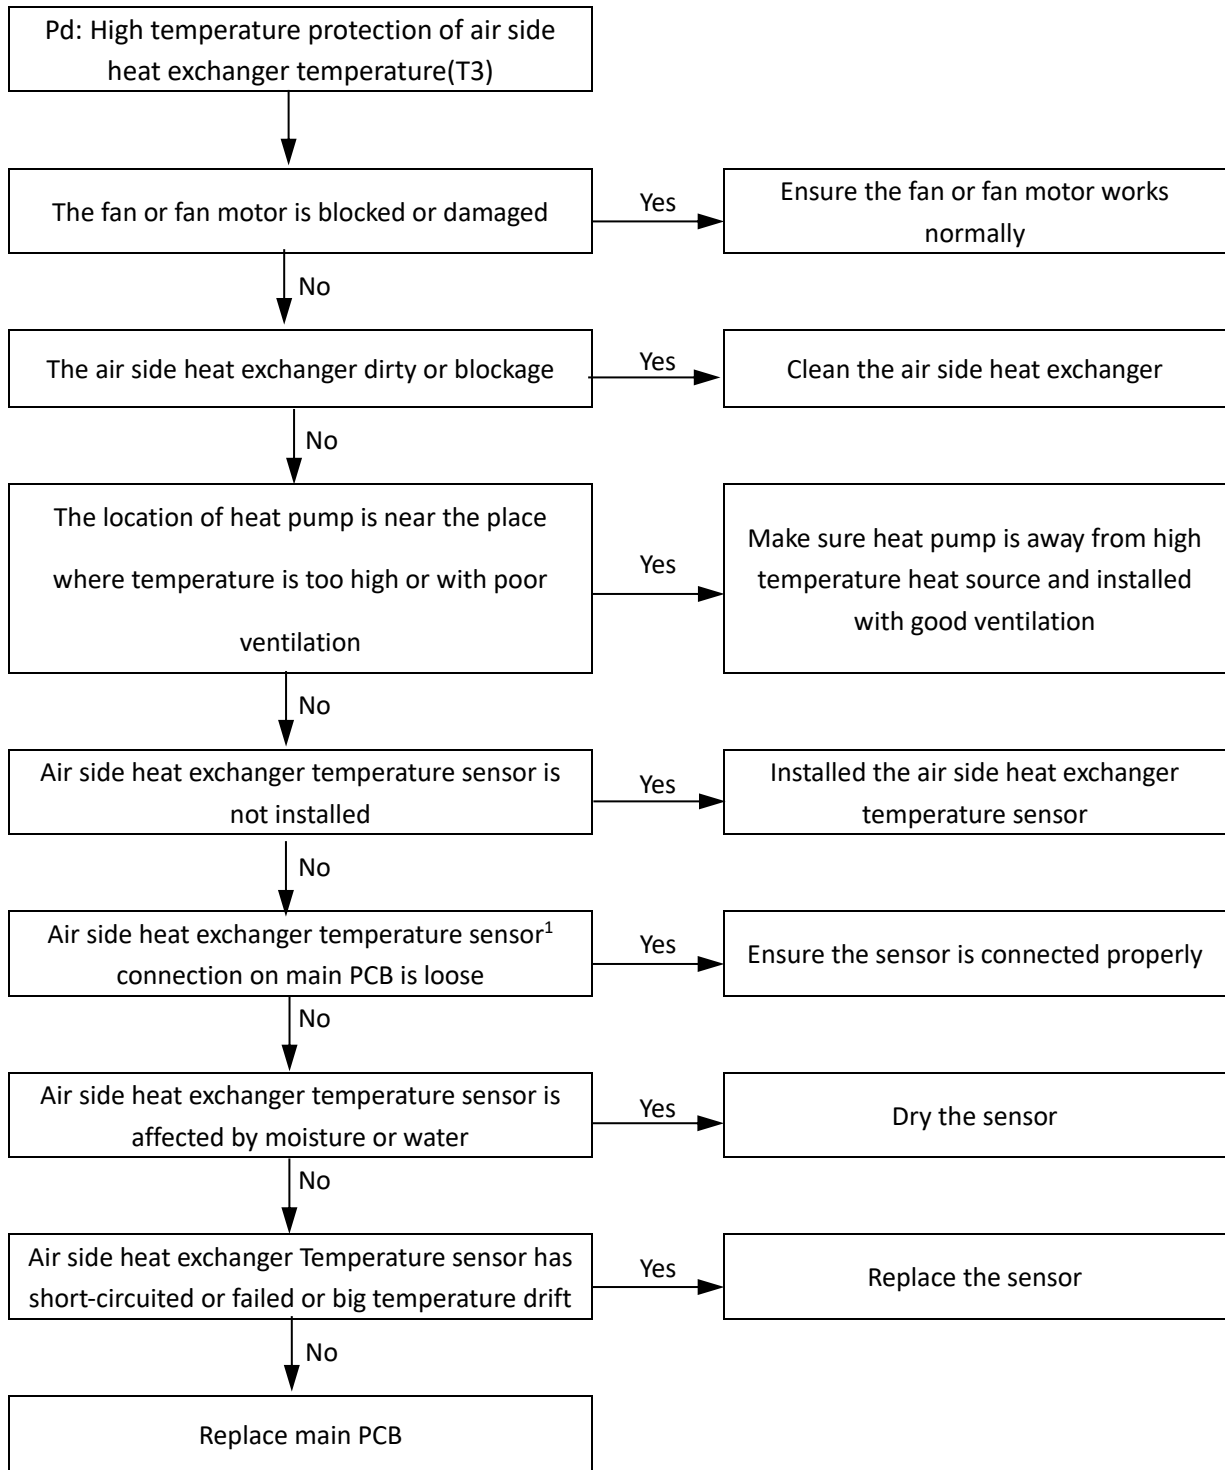 Pd: High temperature protection of air side
heat exchanger temperature(T3)
The fan or fan motor is blocked or damaged
Yes
Ensure the fan or fan motor works
normally
No
The air side heat exchanger dirty or blockage
Yes
Clean the air side heat exchanger
No
The location of heat pump is near the place
where temperature is too high or with poor
ventilation
Yes
Make sure heat pump is away from high
temperature heat source and installed
with good ventilation
No
Air side heat exchanger temperature sensor is
not installed
Yes
Installed the air side heat exchanger
temperature sensor
No
Air side heat exchanger temperature sensor¹
connection on main PCB is loose
Yes
Ensure the sensor is connected properly
No
Air side heat exchanger temperature sensor is
affected by moisture or water
Yes
Dry the sensor
No
Air side heat exchanger Temperature sensor has
short-circuited or failed or big temperature drift
Yes
Replace the sensor
No
Replace main PCB